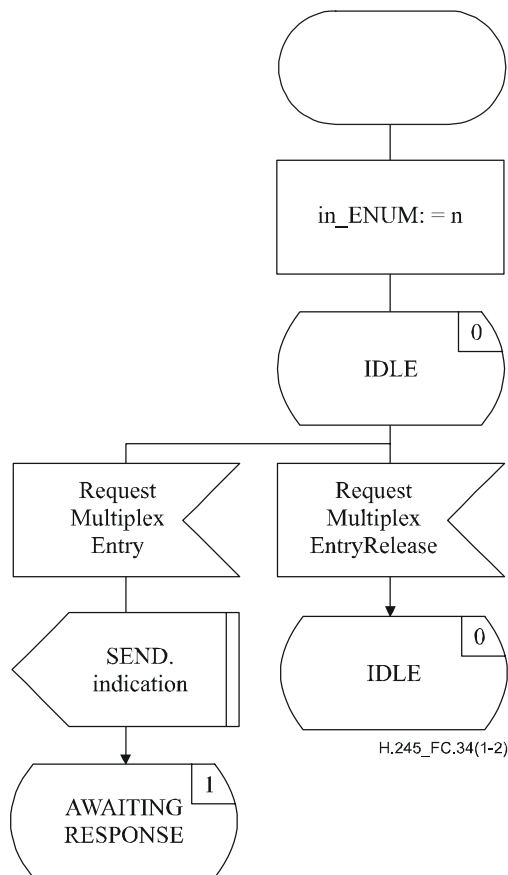 in_ENUM: = n
0
IDLE
Request
Multiplex
Entry
Request
Multiplex
EntryRelease
SEND.
indication
0
IDLE
H.245_FC.34(1-2)
1
AWAITING
RESPONSE